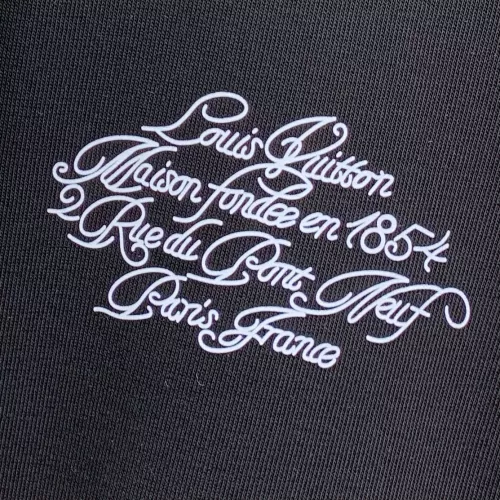 Louis Vuitton
Maison fondée en 1854
2 Rue du Pont Neuf
Paris, France